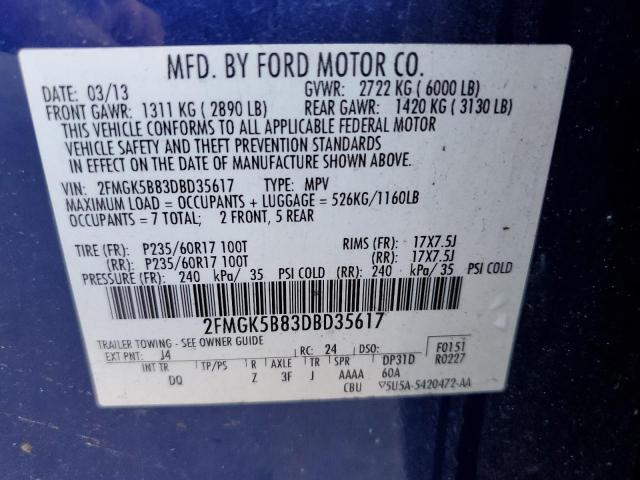 MFD. BY FORD MOTOR CO.
DATE: 03/13 GVWR: 2722 KG ( 6000 LB)
FRONT GAWR: 1311 KG ( 2890 LB) REAR GAWR: 1420 KG ( 3130 LB)
THIS VEHICLE CONFORMS TO ALL APPLICABLE FEDERAL MOTOR
VEHICLE SAFETY AND THEFT PREVENTION STANDARDS
IN EFFECT ON THE DATE OF MANUFACTURE SHOWN ABOVE.
VIN: 2FMGK5B83DBD35617 TYPE: MPV
MAXIMUM LOAD = OCCUPANTS + LUGGAGE = 526KG/1160LB
OCCUPANTS = 7 TOTAL; 2 FRONT, 5 REAR
TIRE (FR): P235/60R17 100T RIMS (FR): 17X7.5J
(RR): P235/60R17 100T (RR): 17X7.5J
PRESSURE (FR): 240 kPa/ 35 PSI COLD (RR): 240 kPa/ 35 PSI COLD
2FMGK5B83DBD35617
TRAILER TOWING - SEE OWNER GUIDE
EXT PNT: J4 RC: 24 DSO: F0151
INT TR TP/PS R AXLE TR SPR DP31D R0227
DQ Z 3F J AAAA 60A
CBU 5U5A-5420472-AA